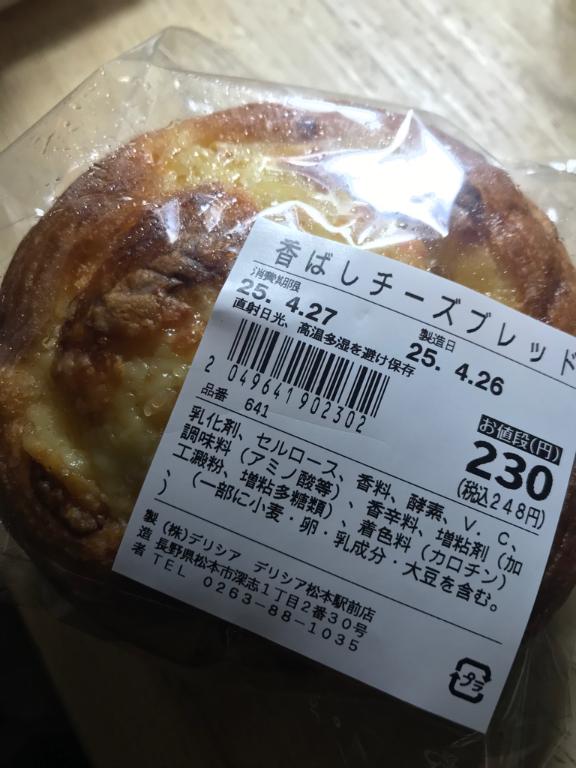 香ばしチーズブレッド
消費期限
25. 4.27
製造日
25. 4.26
直射日光、高温多湿を避け保存
2 049641 902302
品番 641
お値段(円)
230
(税込248円)
乳化剤、セルロース、香料、酵素、V.C、
調味料(アミノ酸等)、香辛料、増粘剤(加
工澱粉、増粘多糖類)、着色料(カロチン)
、(一部に小麦・卵・乳成分・大豆を含む。
)
製造者
(株)デリシア デリシア松本駅前店
長野県松本市深志1丁目2番30号
TEL 0263-88-1035
プラ